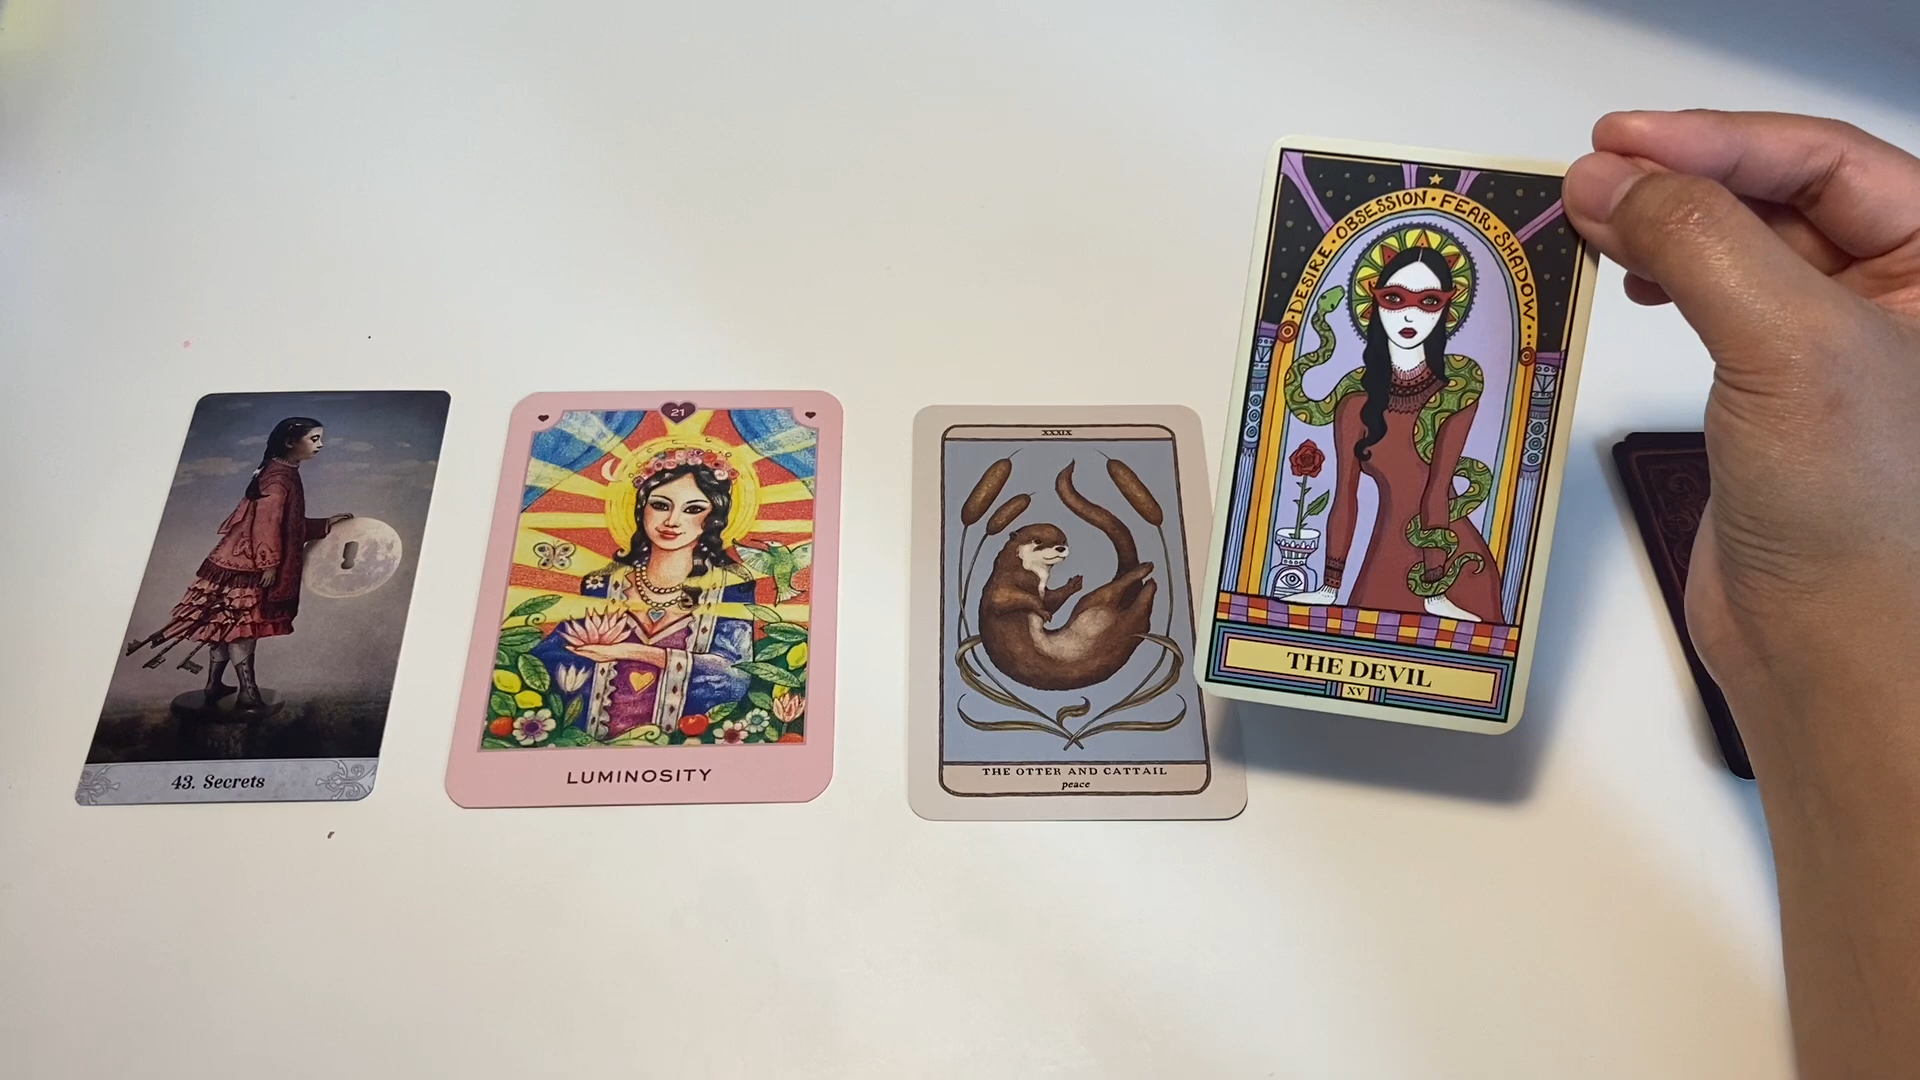 43. Secrets
21
LUMINOSITY
XXXIX
THE OTTER AND CATTAIL
peace
·DESIRE·OBSESSION·FEAR·SHADOW·
THE DEVIL
XV